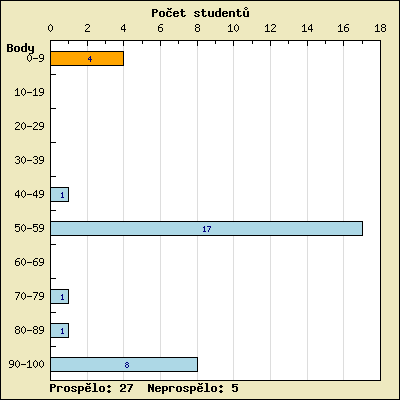 Počet studentů
0 2 4 6 8 10 12 14 16 18
Body
0-9 4
10-19
20-29
30-39
40-49 1
50-59 17
60-69
70-79 1
80-89 1
90-100 8
Prospělo: 27 Neprospělo: 5